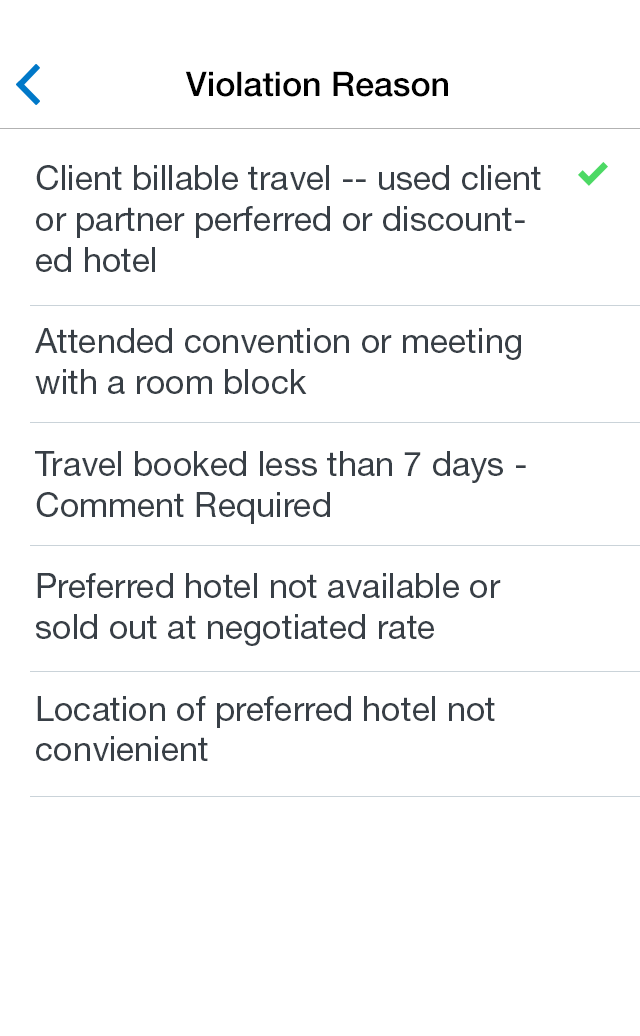 Violation Reason
Client billable travel -- used client
or partner perferred or discount-
ed hotel
Attended convention or meeting
with a room block
Travel booked less than 7 days -
Comment Required
Preferred hotel not available or
sold out at negotiated rate
Location of preferred hotel not
convienient